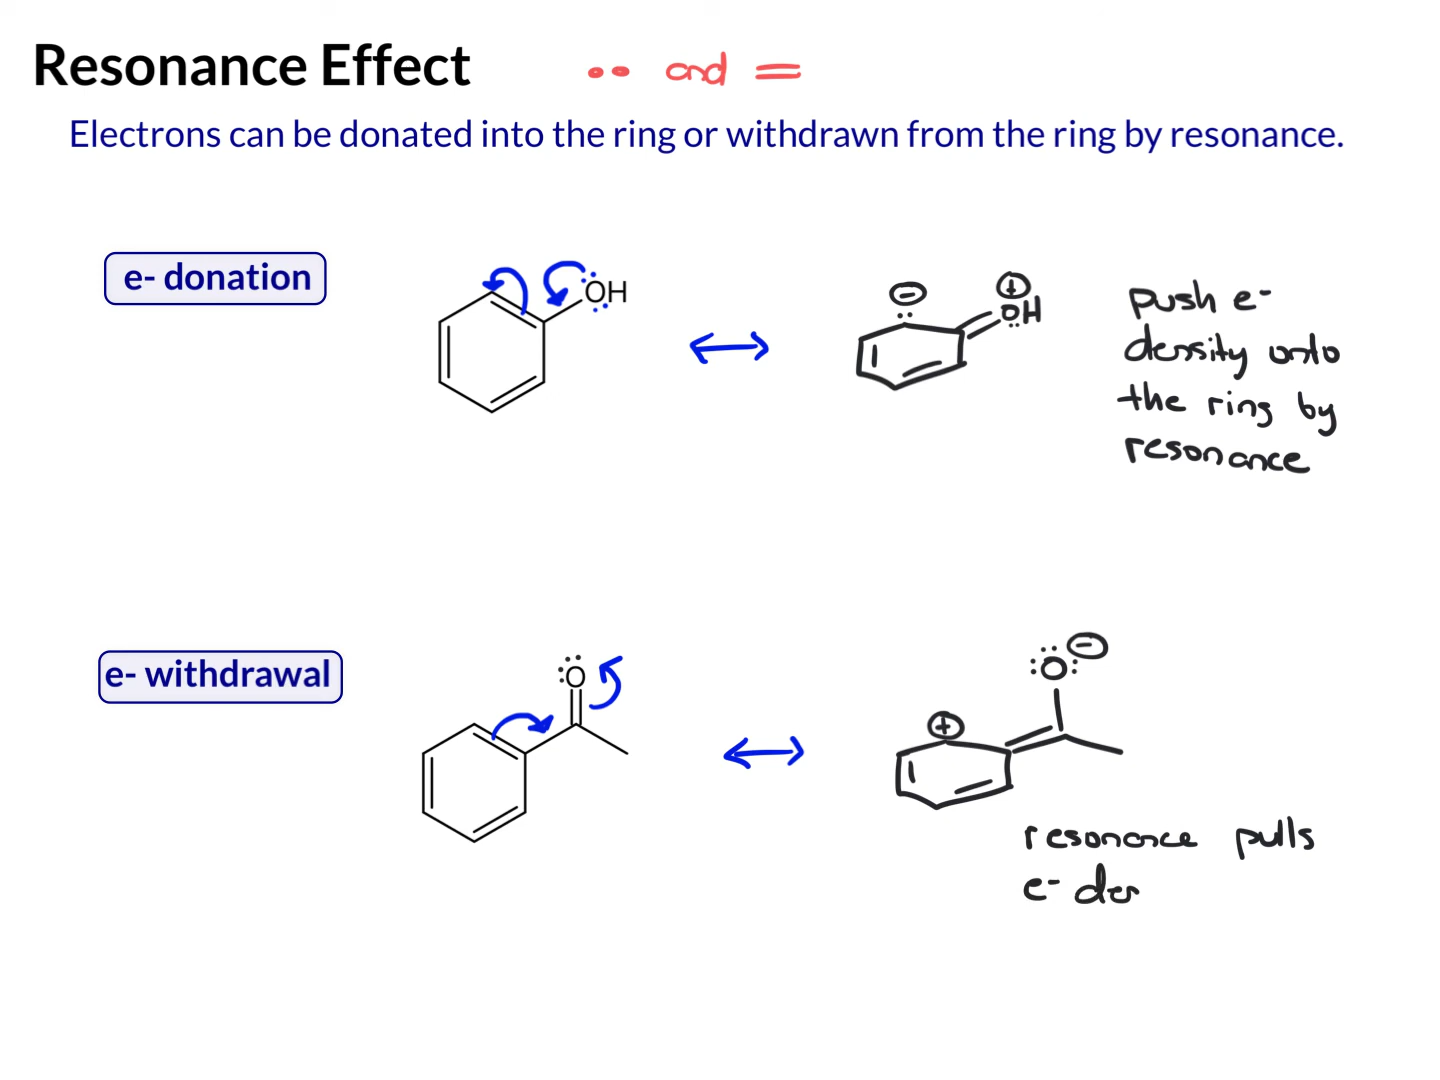 Resonance Effect •• and =
Electrons can be donated into the ring or withdrawn from the ring by resonance.
e- donation
OH
⊖
⊕
OH
push e-
density onto
the ring by
resonance
e- withdrawal
O
O ⊖
⊕
resonance pulls
e- den